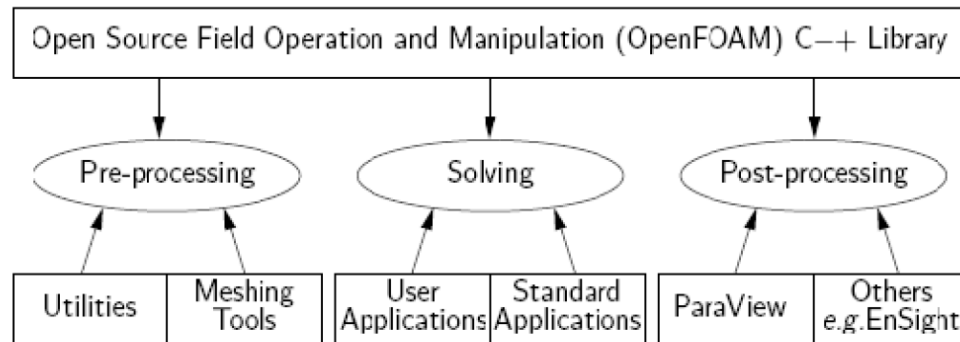 Open Source Field Operation and Manipulation (OpenFOAM) C++ Library
Pre-processing
Solving
Post-processing
Utilities
Meshing
Tools
User
Applications
Standard
Applications
ParaView
Others
e.g.EnSight